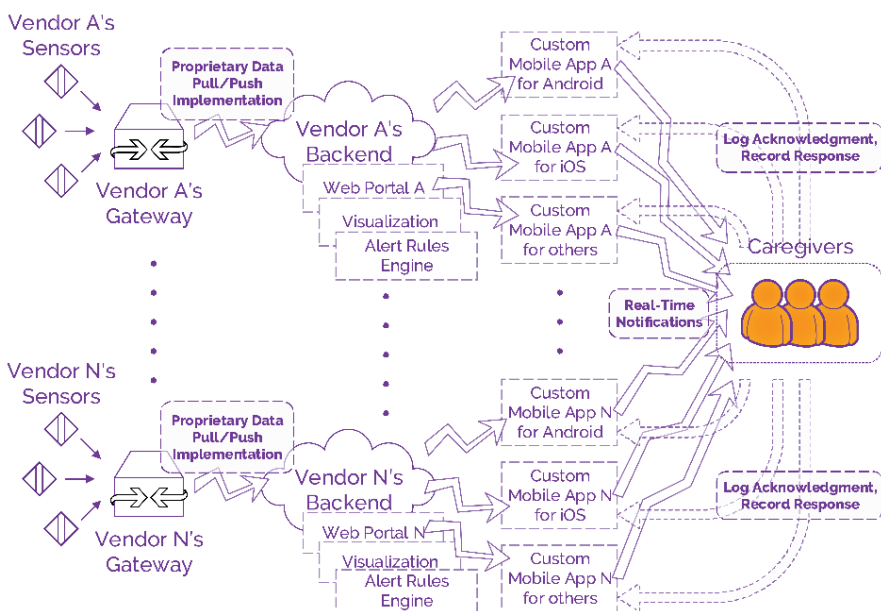 Vendor A's
Sensors
Proprietary Data
Pull/Push
Implementation
Vendor A's
Gateway
Vendor A's
Backend
Web Portal A
Visualization
Alert Rules
Engine
Custom
Mobile App A
for Android
Custom
Mobile App A
for iOS
Custom
Mobile App A
for others
Log Acknowledgment,
Record Response
Caregivers
Real-Time
Notifications
Vendor N's
Sensors
Proprietary Data
Pull/Push
Implementation
Vendor N's
Gateway
Vendor N's
Backend
Web Portal N
Visualization
Alert Rules
Engine
Custom
Mobile App N
for Android
Custom
Mobile App N
for iOS
Custom
Mobile App N
for others
Log Acknowledgment,
Record Response